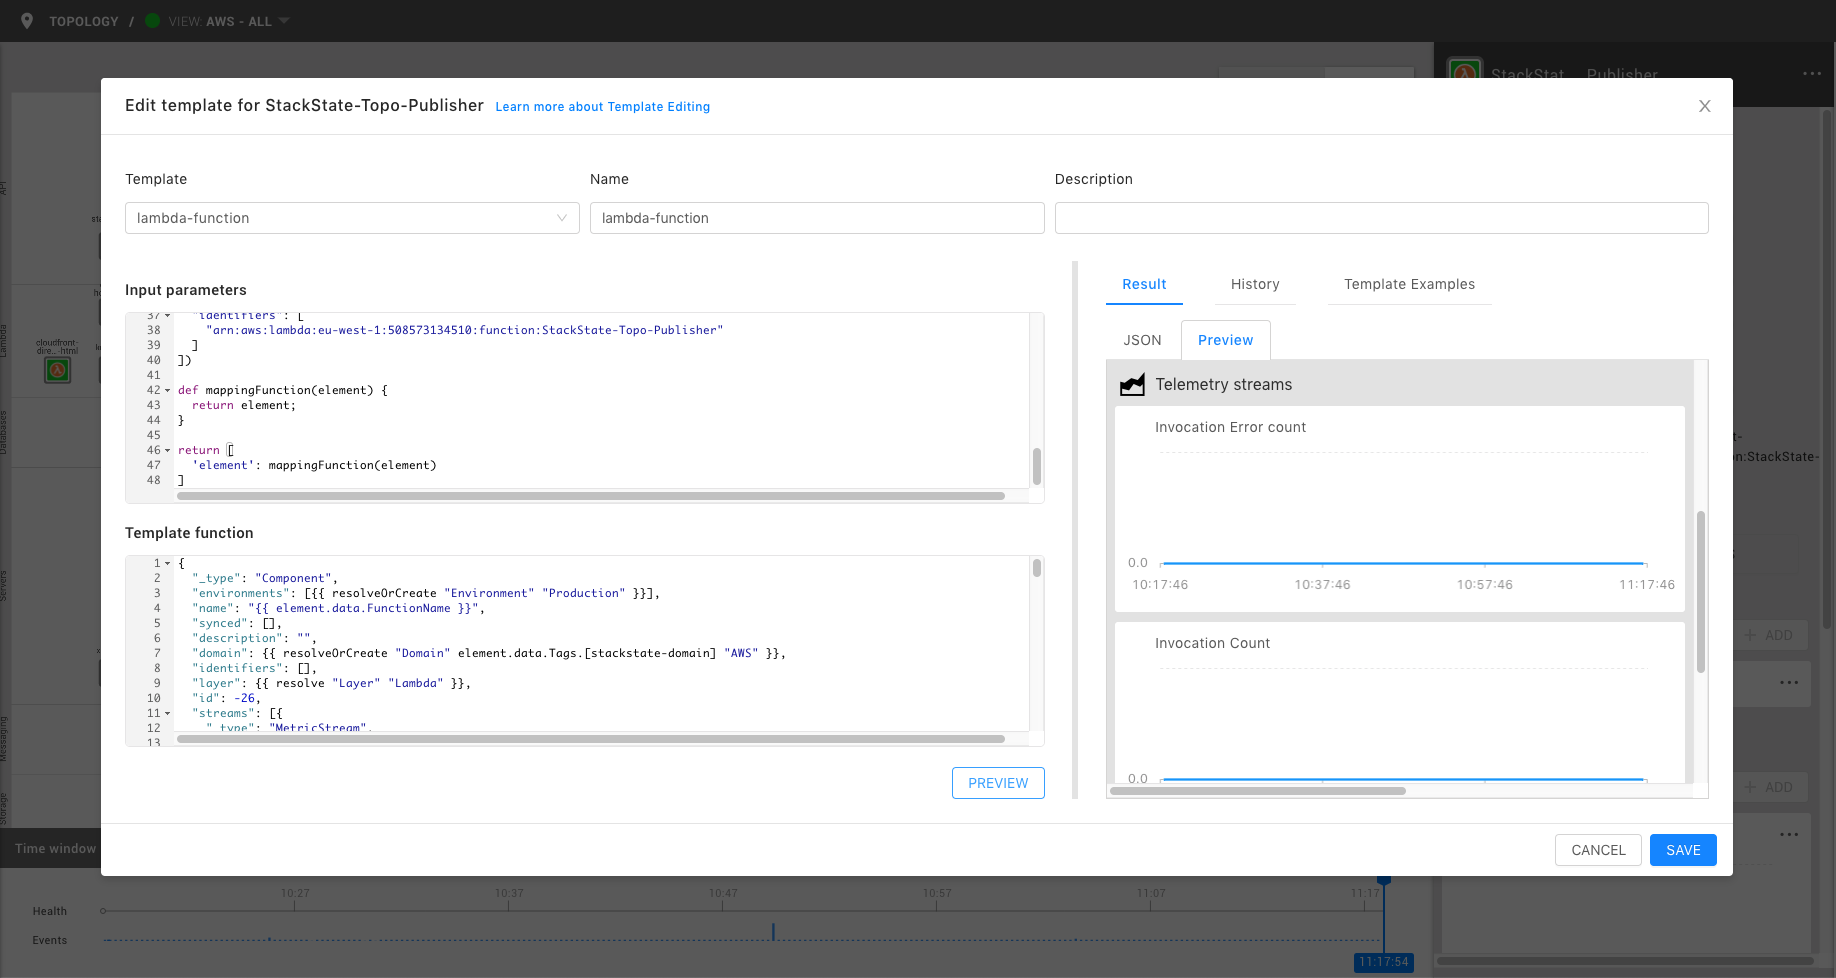 TOPOLOGY / VIEW: AWS - ALL
StackStat Publisher
Edit template for StackState-Topo-Publisher Learn more about Template Editing
Template
Name
Description
lambda-function
lambda-function
Input parameters
37 "identifiers": [
38 "arn:aws:lambda:eu-west-1:508573134510:function:StackState-Topo-Publisher"
39 ]
40 ])
41
42 def mappingFunction(element) {
43 return element;
44 }
45
46 return [
47 'element': mappingFunction(element)
48 ]
Template function
1 {
2 "_type": "Component",
3 "environments": [{{ resolveOrCreate "Environment" "Production" }}],
4 "name": "{{ element.data.FunctionName }}",
5 "synced": [],
6 "description": "",
7 "domain": {{ resolveOrCreate "Domain" element.data.Tags.[stackstate-domain] "AWS" }},
8 "identifiers": [],
9 "layer": {{ resolve "Layer" "Lambda" }},
10 "id": -26,
11 "streams": [{
12 "_type": "MetricStream",
13
PREVIEW
Result
History
Template Examples
JSON
Preview
Telemetry streams
Invocation Error count
0.0
10:17:46 10:37:46 10:57:46 11:17:46
Invocation Count
0.0
CANCEL
SAVE
API
Lambda
cloudfront-
dire...-html
Databases
Servers
Messaging
Storage
n:StackState-
+ ADD
+ ADD
Time window
10:27 10:37 10:47 10:57 11:07 11:17
Health
Events
11:17:54